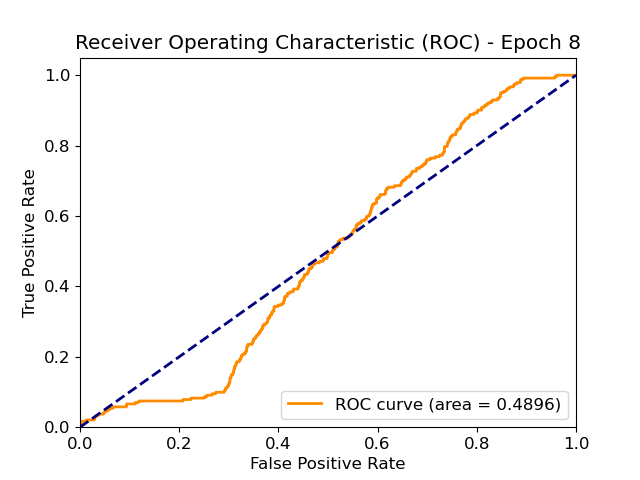 Receiver Operating Characteristic (ROC) - Epoch 8
True Positive Rate
1.0
0.8
0.6
0.4
0.2
0.0
ROC curve (area = 0.4896)
0.0 0.2 0.4 0.6 0.8 1.0
False Positive Rate